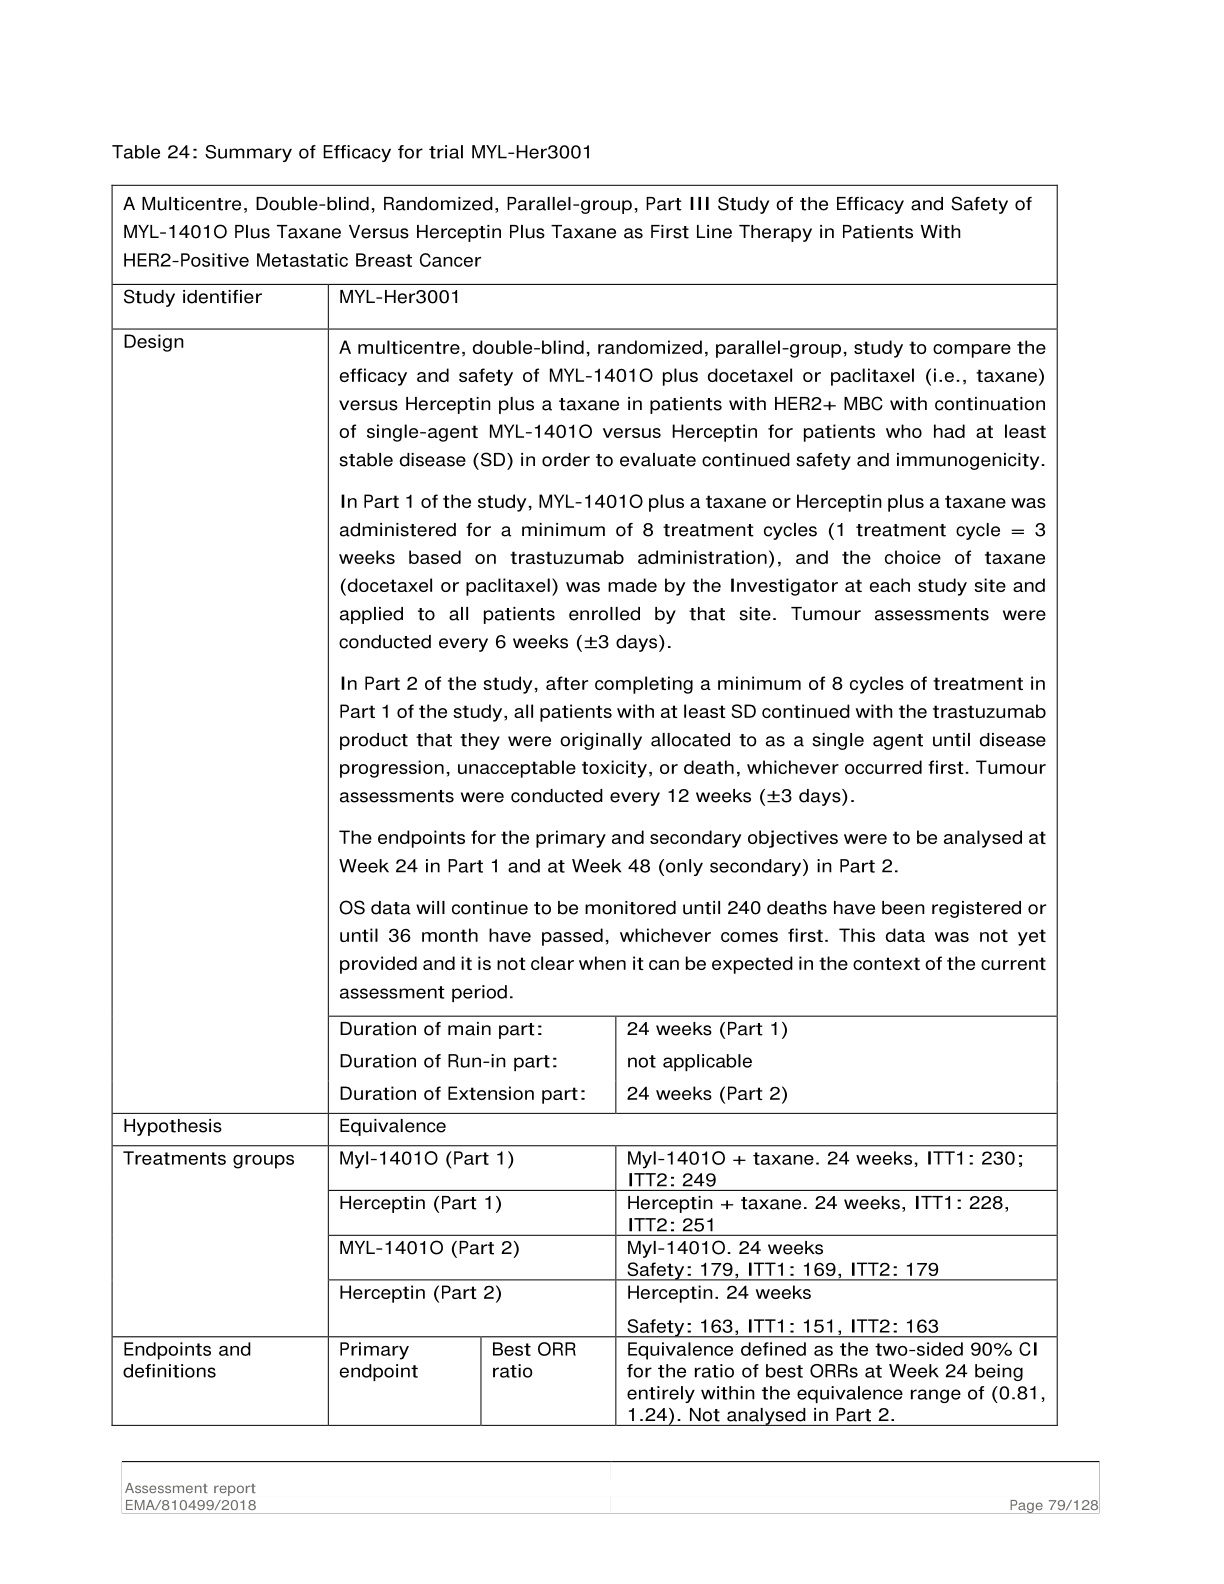 Table 24: Summary of Efficacy for trial MYL-Her3001
A Multicentre, Double-blind, Randomized, Parallel-group, Part III Study of the Efficacy and Safety of
MYL-1401O Plus Taxane Versus Herceptin Plus Taxane as First Line Therapy in Patients With
HER2-Positive Metastatic Breast Cancer
Study identifier
MYL-Her3001
Design
A multicentre, double-blind, randomized, parallel-group, study to compare the
efficacy and safety of MYL-1401O plus docetaxel or paclitaxel (i.e., taxane)
versus Herceptin plus a taxane in patients with HER2+ MBC with continuation
of single-agent MYL-1401O versus Herceptin for patients who had at least
stable disease (SD) in order to evaluate continued safety and immunogenicity.
In Part 1 of the study, MYL-1401O plus a taxane or Herceptin plus a taxane was
administered for a minimum of 8 treatment cycles (1 treatment cycle = 3
weeks based on trastuzumab administration), and the choice of taxane
(docetaxel or paclitaxel) was made by the Investigator at each study site and
applied to all patients enrolled by that site. Tumour assessments were
conducted every 6 weeks (±3 days).
In Part 2 of the study, after completing a minimum of 8 cycles of treatment in
Part 1 of the study, all patients with at least SD continued with the trastuzumab
product that they were originally allocated to as a single agent until disease
progression, unacceptable toxicity, or death, whichever occurred first. Tumour
assessments were conducted every 12 weeks (±3 days).
The endpoints for the primary and secondary objectives were to be analysed at
Week 24 in Part 1 and at Week 48 (only secondary) in Part 2.
OS data will continue to be monitored until 240 deaths have been registered or
until 36 month have passed, whichever comes first. This data was not yet
provided and it is not clear when it can be expected in the context of the current
assessment period.
Duration of main part:
24 weeks (Part 1)
Duration of Run-in part:
not applicable
Duration of Extension part:
24 weeks (Part 2)
Hypothesis
Equivalence
Treatments groups
Myl-1401O (Part 1)
Myl-1401O + taxane. 24 weeks, ITT1: 230;
ITT2: 249
Herceptin (Part 1)
Herceptin + taxane. 24 weeks, ITT1: 228,
ITT2: 251
MYL-1401O (Part 2)
Myl-1401O. 24 weeks
Safety: 179, ITT1: 169, ITT2: 179
Herceptin (Part 2)
Herceptin. 24 weeks
Safety: 163, ITT1: 151, ITT2: 163
Endpoints and
definitions
Primary
endpoint
Best ORR
ratio
Equivalence defined as the two-sided 90% CI
for the ratio of best ORRs at Week 24 being
entirely within the equivalence range of (0.81,
1.24). Not analysed in Part 2.
Assessment report
EMA/810499/2018
Page 79/128